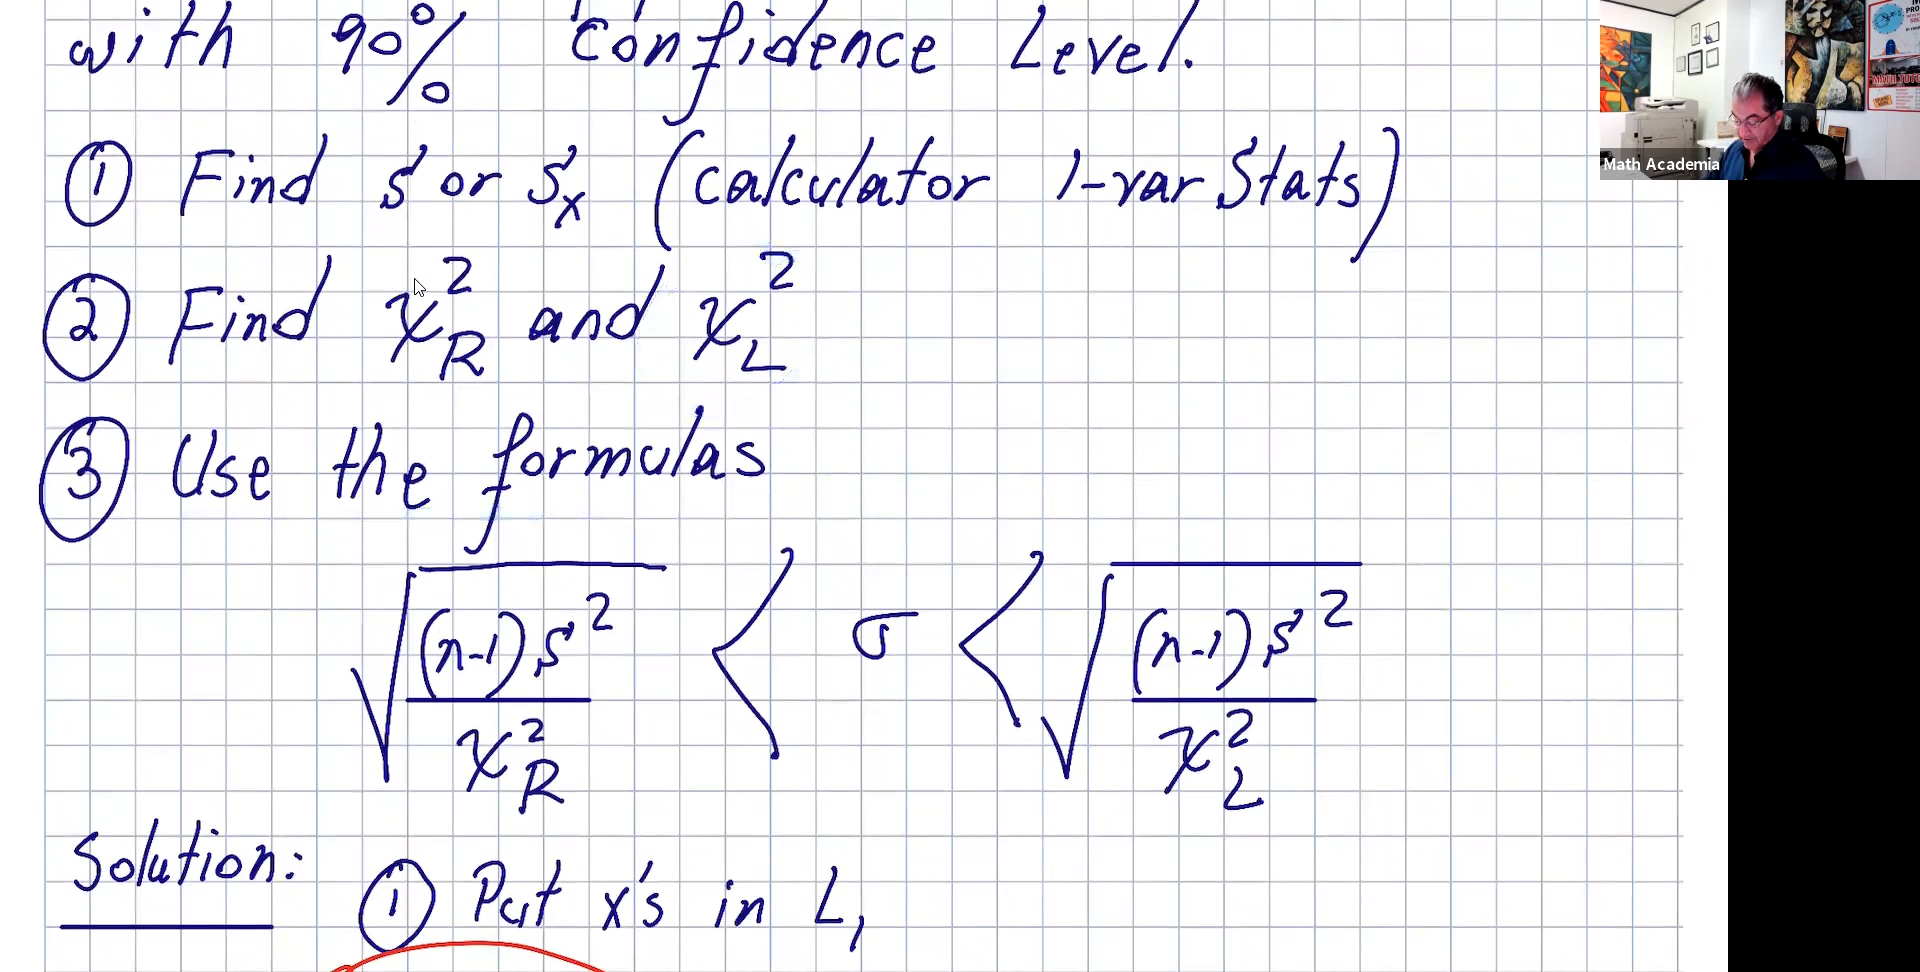 with 90% Confidence Level.
① Find s or Sx (calculator 1-var Stats)
② Find χ²R and χ²L
③ Use the formulas
√((n-1)s²/χ²R) < σ < √((n-1)s²/χ²L)
Solution: ① Put x's in L₁
Math Academia